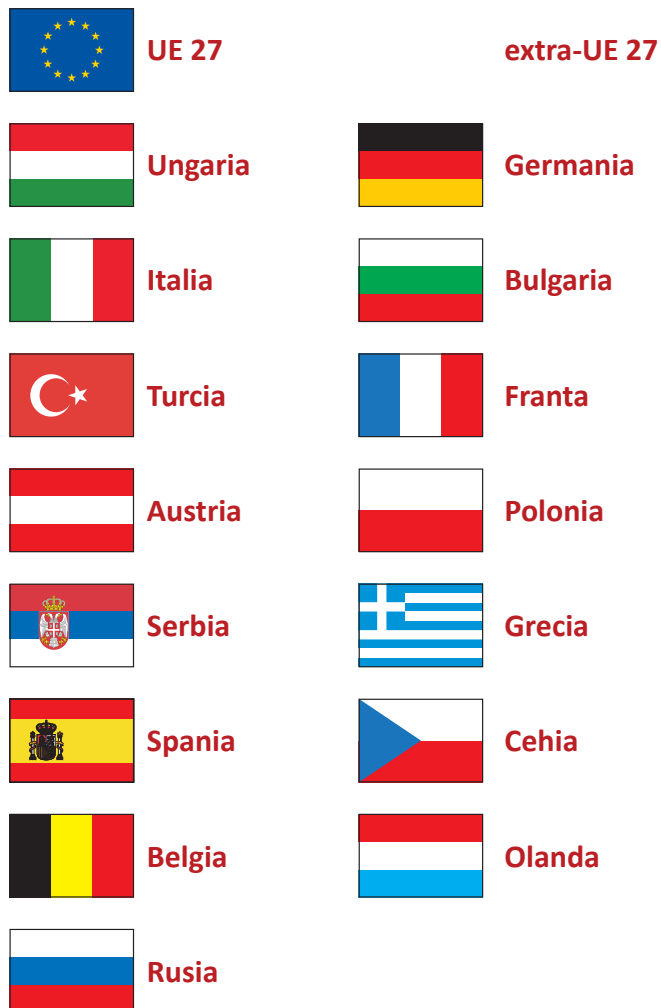 UE 27
extra-UE 27
Ungaria
Germania
Italia
Bulgaria
Turcia
Franta
Austria
Polonia
Serbia
Grecia
Spania
Cehia
Belgia
Olanda
Rusia